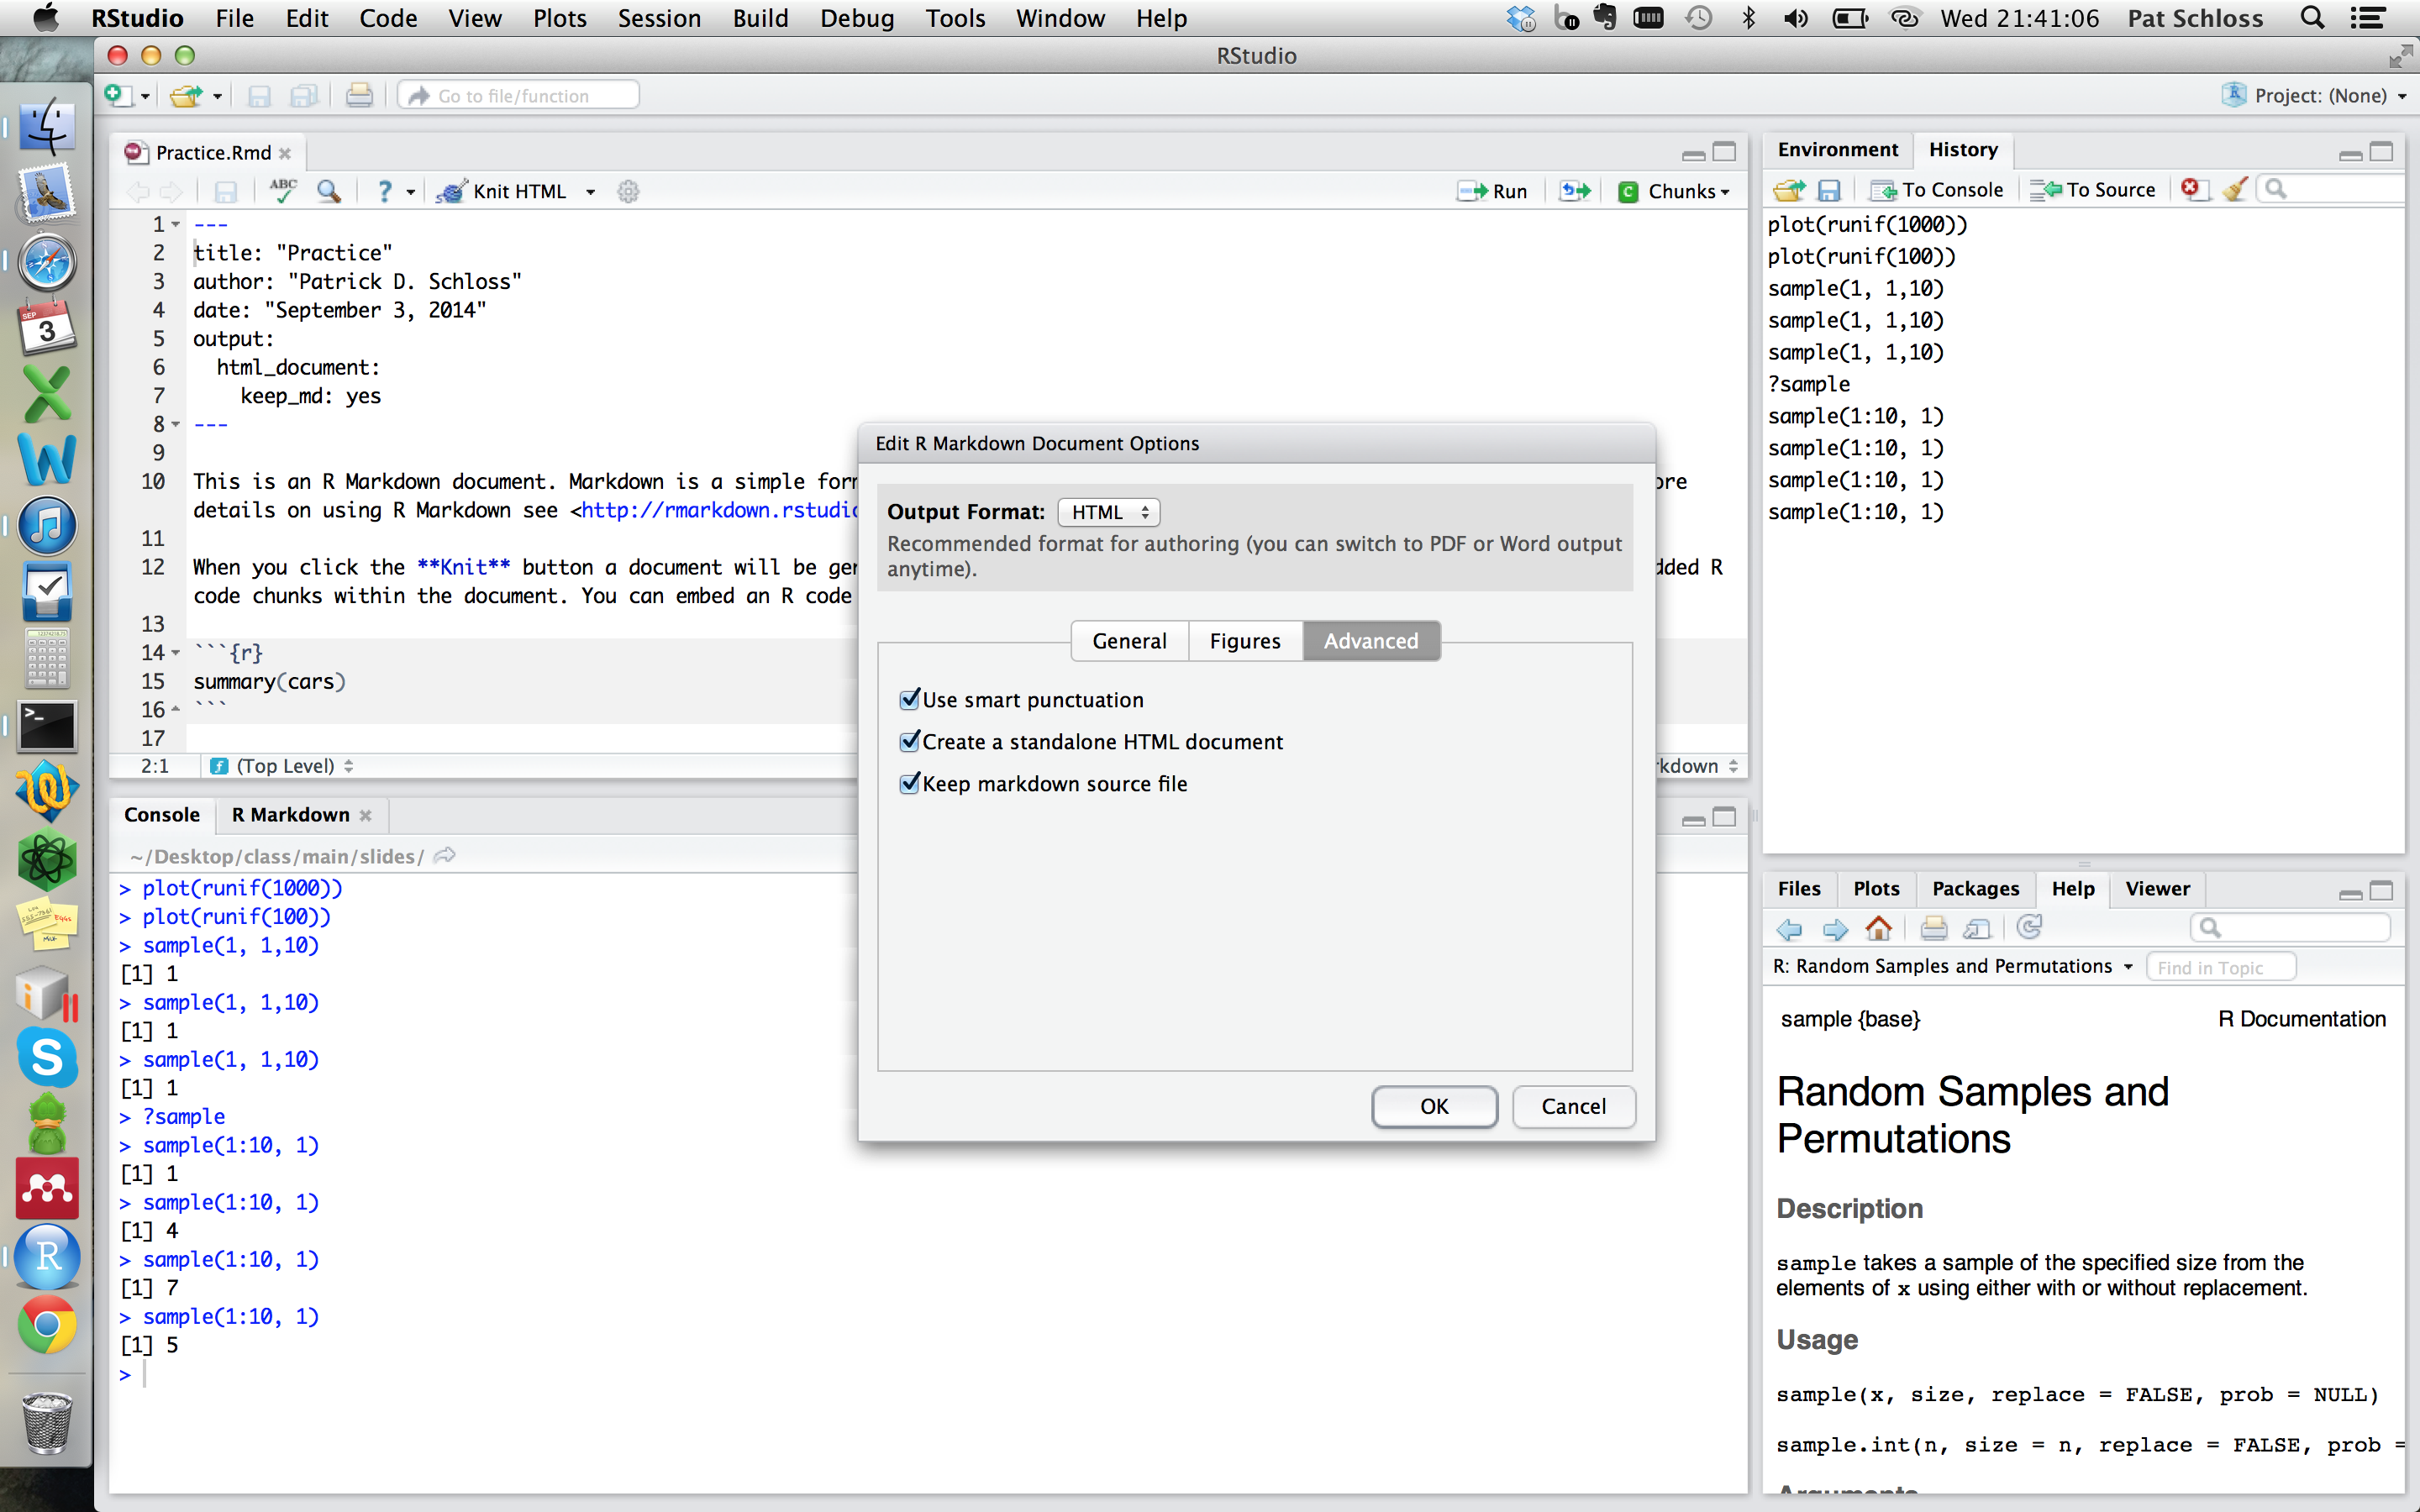 RStudio File Edit Code View Plots Session Build Debug Tools Window Help Wed 21:41:06 Pat Schloss
RStudio
Go to file/function Project: (None)
Practice.Rmd
ABC ? Knit HTML Run C Chunks
1 ---
2 title: "Practice"
3 author: "Patrick D. Schloss"
4 date: "September 3, 2014"
5 output:
6 html_document:
7 keep_md: yes
8 ---
9
10 This is an R Markdown document. Markdown is a simple
details on using R Markdown see <http://rmarkdown.
11
12 When you click the **Knit** button a document will be R
code chunks within the document. You can embed an R code
13
14 ```{r}
15 summary(cars)
16 ```
17
2:1 (Top Level)
Edit R Markdown Document Options
Output Format: HTML
Recommended format for authoring (you can switch to PDF or Word output
anytime).
General Figures Advanced
Use smart punctuation
Create a standalone HTML document
Keep markdown source file
OK Cancel
Console R Markdown
~/Desktop/class/main/slides/
> plot(runif(1000))
> plot(runif(100))
> sample(1, 1,10)
[1] 1
> sample(1, 1,10)
[1] 1
> sample(1, 1,10)
[1] 1
> ?sample
> sample(1:10, 1)
[1] 1
> sample(1:10, 1)
[1] 4
> sample(1:10, 1)
[1] 7
> sample(1:10, 1)
[1] 5
>
Environment History
To Console To Source
plot(runif(1000))
plot(runif(100))
sample(1, 1,10)
sample(1, 1,10)
sample(1, 1,10)
?sample
sample(1:10, 1)
sample(1:10, 1)
sample(1:10, 1)
sample(1:10, 1)
Files Plots Packages Help Viewer
R: Random Samples and Permutations Find in Topic
sample {base} R Documentation
Random Samples and
Permutations
Description
sample takes a sample of the specified size from the
elements of x using either with or without replacement.
Usage
sample(x, size, replace = FALSE, prob = NULL)
sample.int(n, size = n, replace = FALSE, prob =
Arguments
SEP
3